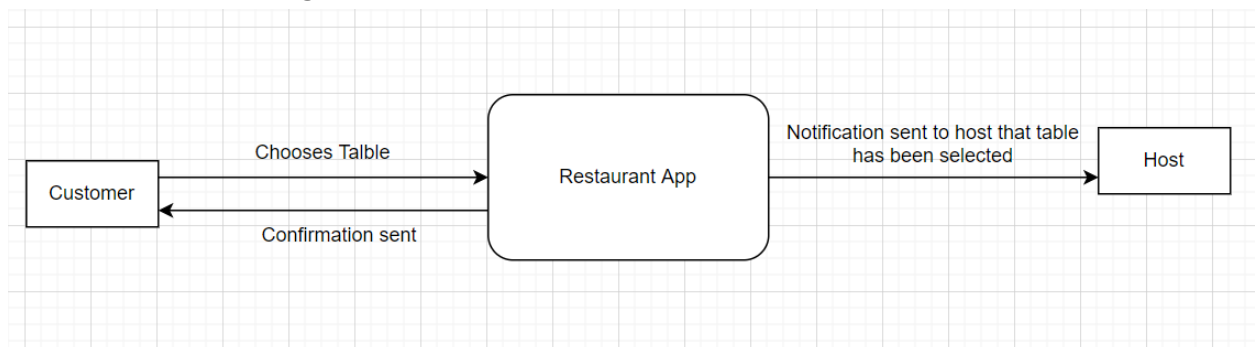 Notification sent to host that table
has been selected
Chooses Talble
Restaurant App
Host
Customer
Confirmation sent